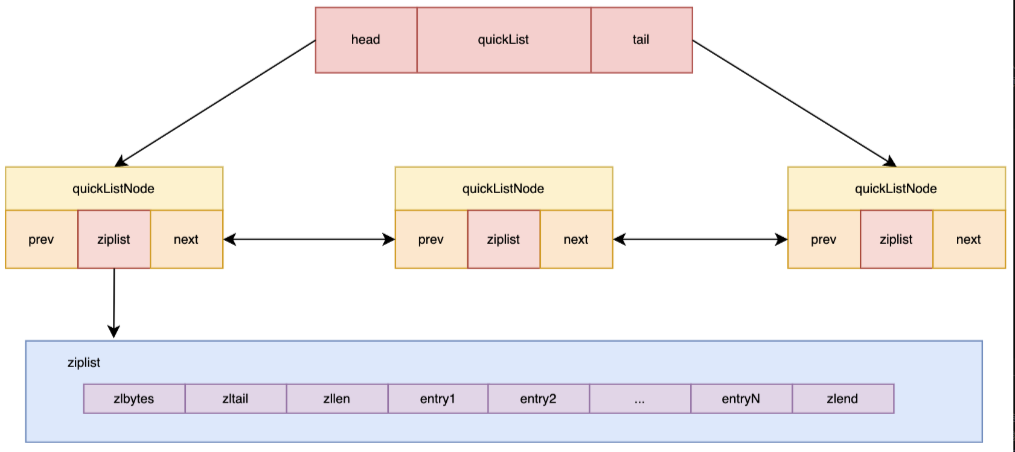 head quickList tail
quickListNode quickListNode quickListNode
prev ziplist next prev ziplist next prev ziplist next
ziplist
zlbytes zltail zllen entry1 entry2 ... entryN zlend